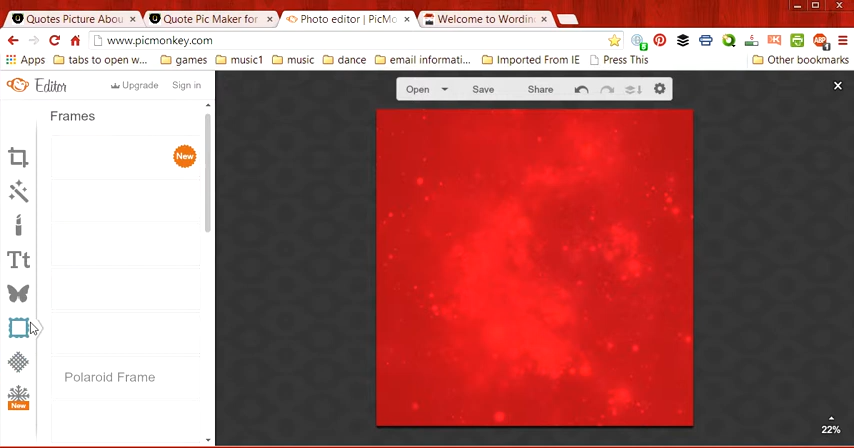 Quotes Picture Abou
Quote Pic Maker for
Photo editor | PicMo
Welcome to Wordin
www.picmonkey.com
Apps
tabs to open w...
games
music1
music
dance
email informati...
Imported From IE
Press This
Other bookmarks
Editor
Upgrade
Sign in
Open
Save
Share
Frames
New
Tt
Polaroid Frame
New
22%